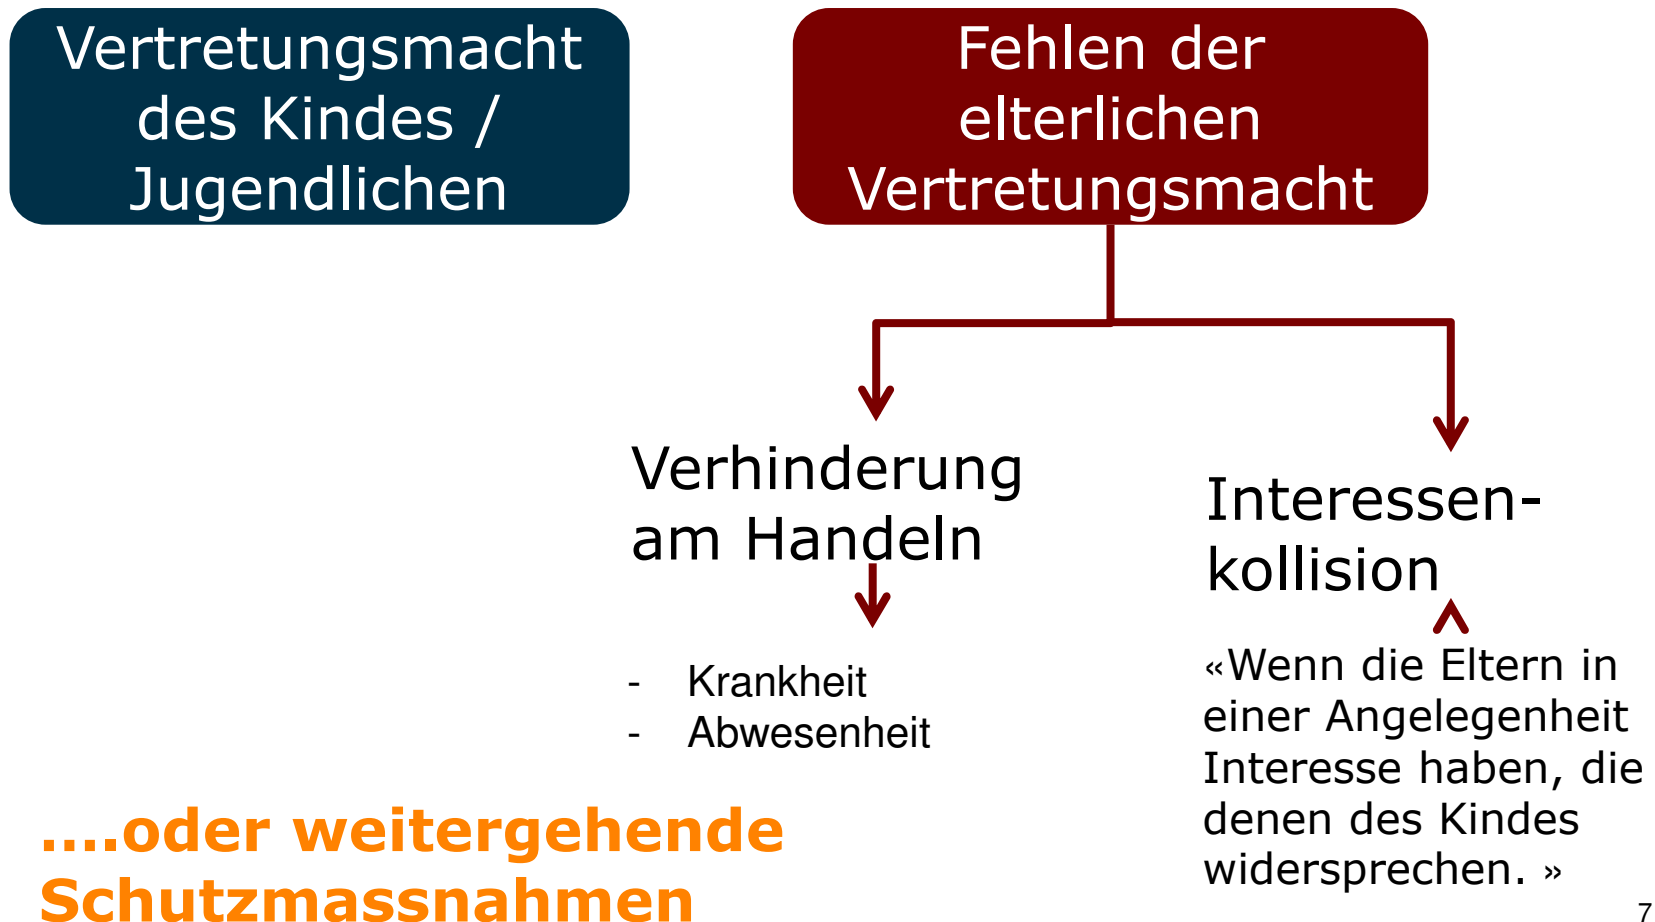 Vertretungsmacht
des Kindes /
Jugendlichen
Fehlen der
elterlichen
Vertretungsmacht
Verhinderung
am Handeln
- Krankheit
- Abwesenheit
Interessen-
kollision
«Wenn die Eltern in
einer Angelegenheit
Interesse haben, die
denen des Kindes
widersprechen. »
....oder weitergehende
Schutzmassnahmen
7